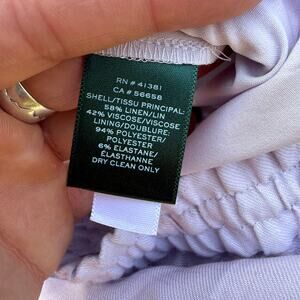 RN # 41381
CA # 56658
SHELL/TISSU PRINCIPAL:
58% LINEN/LIN
42% VISCOSE/VISCOSE
LINING/DOUBLURE:
94% POLYESTER/
POLYESTER
6% ELASTANE/
ÉLASTHANNE
DRY CLEAN ONLY